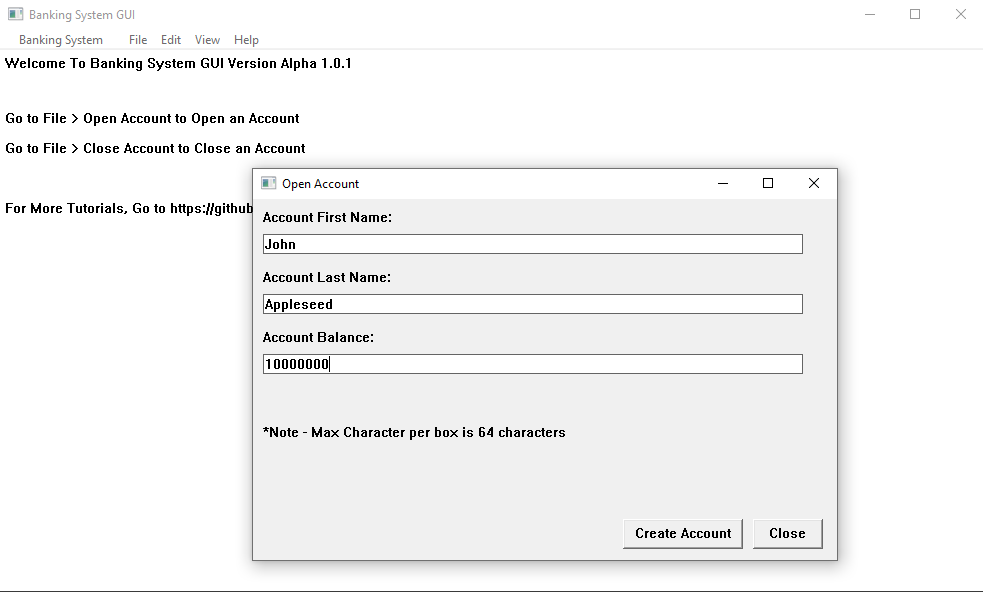 Banking System GUI
Banking System File Edit View Help
Welcome To Banking System GUI Version Alpha 1.0.1
Go to File > Open Account to Open an Account
Go to File > Close Account to Close an Account
For More Tutorials, Go to https://github
Open Account
Account First Name:
John
Account Last Name:
Appleseed
Account Balance:
10000000
*Note - Max Character per box is 64 characters
Create Account Close